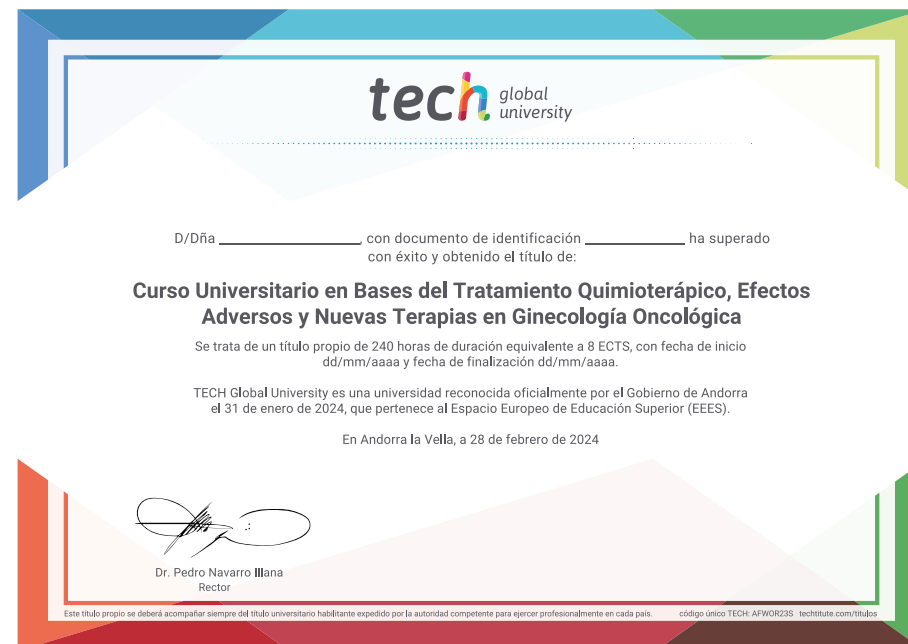 tech global university
D/Dña ____________________, con documento de identificación ______________ ha superado
con éxito y obtenido el título de:
Curso Universitario en Bases del Tratamiento Quimioterápico, Efectos
Adversos y Nuevas Terapias en Ginecología Oncológica
Se trata de un título propio de 240 horas de duración equivalente a 8 ECTS, con fecha de inicio
dd/mm/aaaa y fecha de finalización dd/mm/aaaa.
TECH Global University es una universidad reconocida oficialmente por el Gobierno de Andorra
el 31 de enero de 2024, que pertenece al Espacio Europeo de Educación Superior (EEES).
En Andorra la Vella, a 28 de febrero de 2024
Dr. Pedro Navarro Illana
Rector
Este título propio se deberá acompañar siempre del título universitario habilitante expedido por la autoridad competente para ejercer profesionalmente en cada país. código único TECH: AFWOR23S techtitute.com/titulos